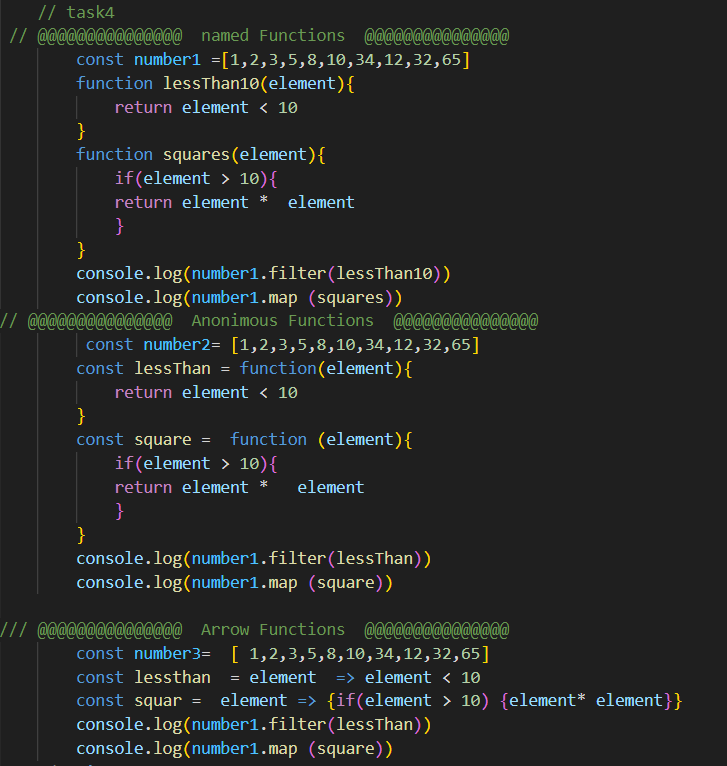 // task4
// @@@@@@@@@@@@@@@  named Functions  @@@@@@@@@@@@@@@
const number1 =[1,2,3,5,8,10,34,12,32,65]
function lessThan10(element){
return element < 10
}
function squares(element){
if(element > 10){
return element *  element
}
}
console.log(number1.filter(lessThan10))
console.log(number1.map (squares))
// @@@@@@@@@@@@@@@  Anonimous Functions  @@@@@@@@@@@@@@@
const number2= [1,2,3,5,8,10,34,12,32,65]
const lessThan = function(element){
return element < 10
}
const square =  function (element){
if(element > 10){
return element *   element
}
}
console.log(number1.filter(lessThan))
console.log(number1.map (square))
/// @@@@@@@@@@@@@@@  Arrow Functions  @@@@@@@@@@@@@@@
const number3=  [ 1,2,3,5,8,10,34,12,32,65]
const lessthan  = element  => element < 10
const squar =  element => {if(element > 10) {element* element}}
console.log(number1.filter(lessThan))
console.log(number1.map (square))